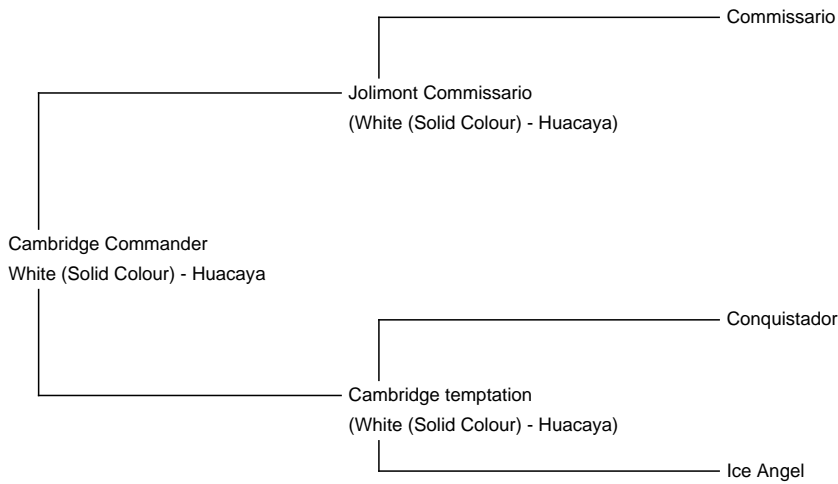 Commissario
Jolimont Commissario
(White (Solid Colour) - Huacaya)
Cambridge Commander
White (Solid Colour) - Huacaya
Conquistador
Cambridge temptation
(White (Solid Colour) - Huacaya)
Ice Angel